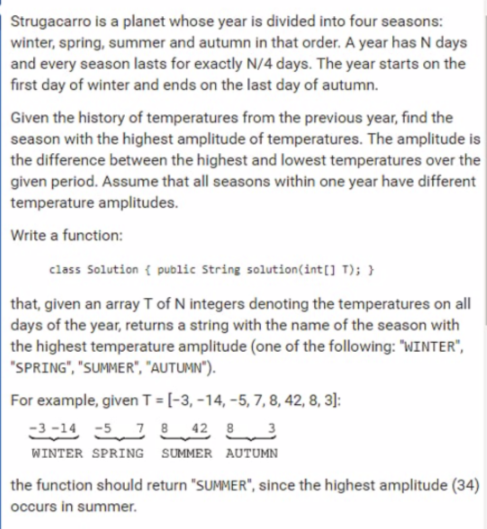 Strugacarro is a planet whose year is divided into four seasons:
winter, spring, summer and autumn in that order. A year has N days
and every season lasts for exactly N/4 days. The year starts on the
first day of winter and ends on the last day of autumn.
Given the history of temperatures from the previous year, find the
season with the highest amplitude of temperatures. The amplitude is
the difference between the highest and lowest temperatures over the
given period. Assume that all seasons within one year have different
temperature amplitudes.
Write a function:
class Solution { public String solution(int[] T); }
that, given an array T of N integers denoting the temperatures on all
days of the year, returns a string with the name of the season with
the highest temperature amplitude (one of the following: "WINTER",
"SPRING", "SUMMER", "AUTUMN").
For example, given T = [-3, -14, -5, 7, 8, 42, 8, 3]:
-3 -14 -5 7 8 42 8 3
WINTER SPRING SUMMER AUTUMN
the function should return "SUMMER", since the highest amplitude (34)
occurs in summer.